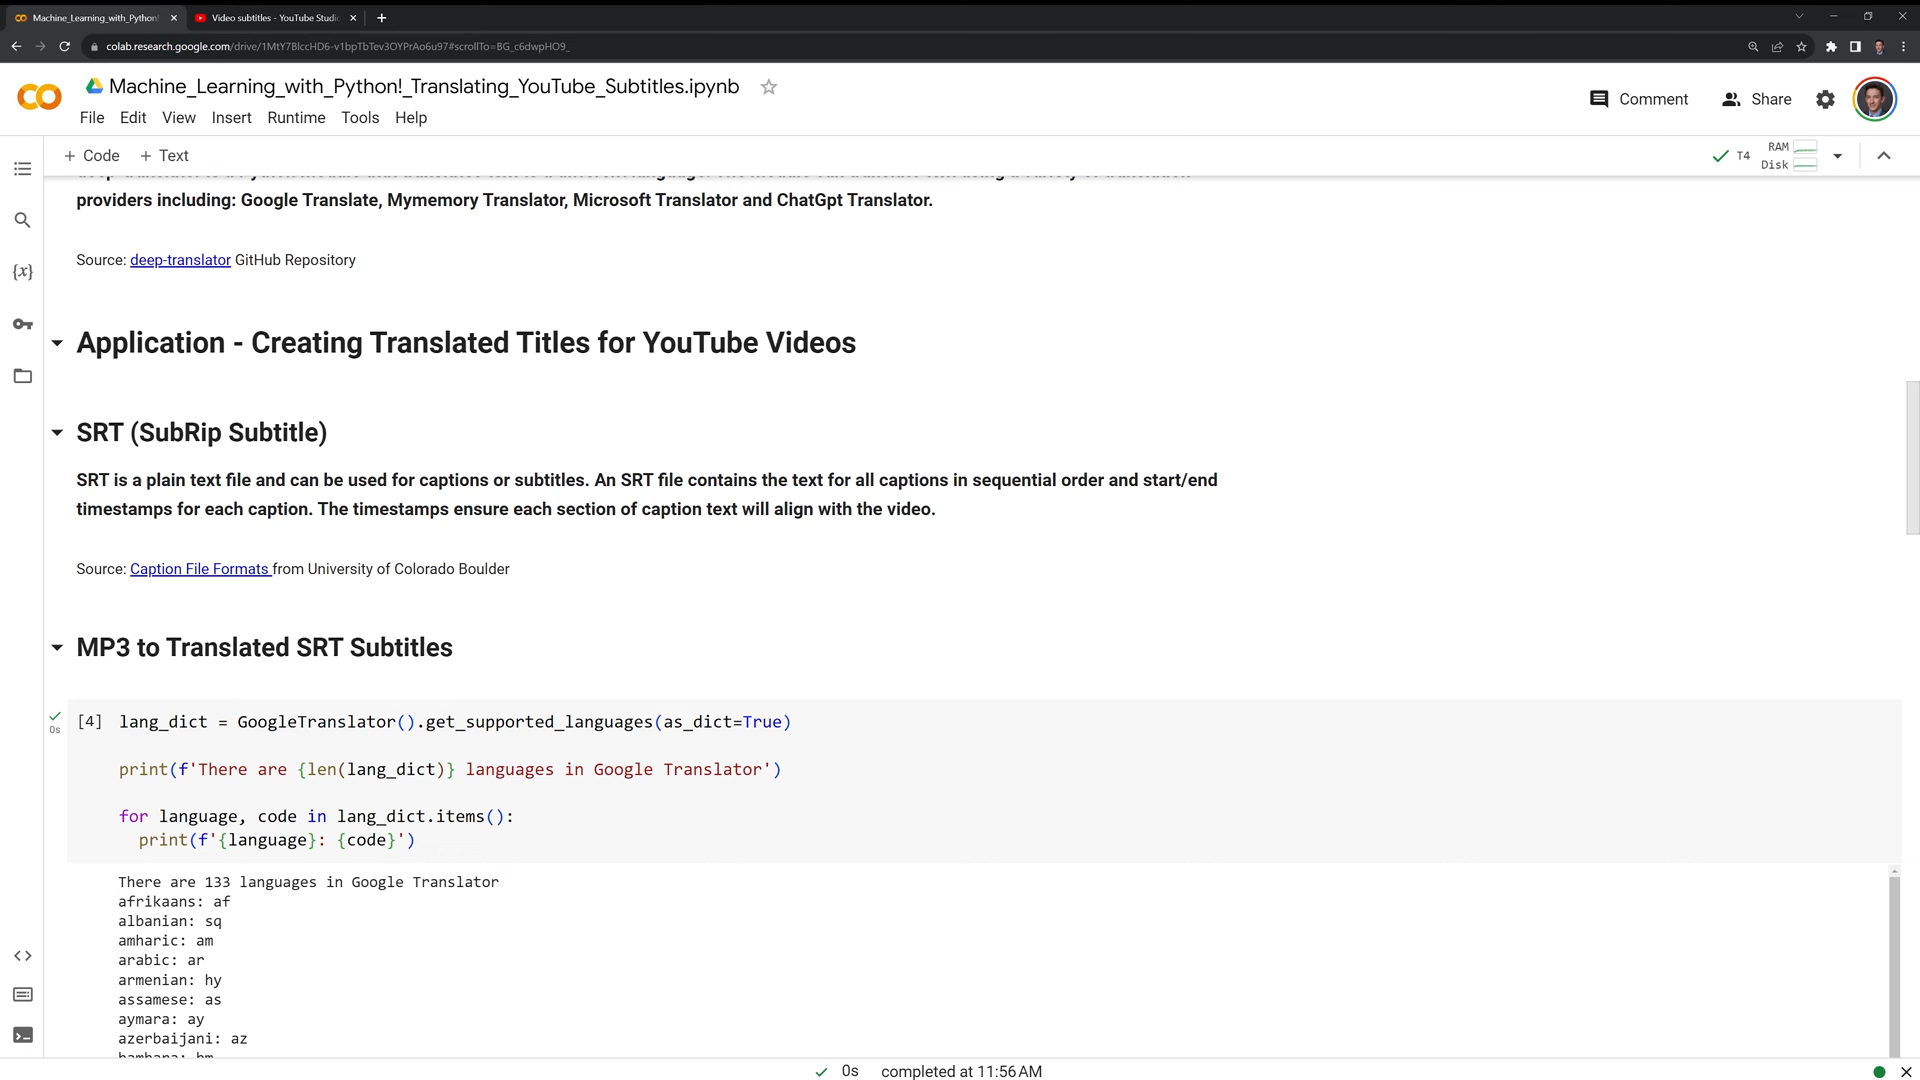 Machine_Learning_with_Python!
Video subtitles - YouTube Studio
colab.research.google.com/drive/1MtY7BlccHD6-v1bpTbTev3OYPrAo6u97#scrollTo=BG_c6dwpHO9_
Machine_Learning_with_Python!_Translating_YouTube_Subtitles.ipynb
Comment
Share
File Edit View Insert Runtime Tools Help
+ Code + Text
T4
RAM
Disk
providers including: Google Translate, Mymemory Translator, Microsoft Translator and ChatGpt Translator.
Source: deep-translator GitHub Repository
Application - Creating Translated Titles for YouTube Videos
SRT (SubRip Subtitle)
SRT is a plain text file and can be used for captions or subtitles. An SRT file contains the text for all captions in sequential order and start/end
timestamps for each caption. The timestamps ensure each section of caption text will align with the video.
Source: Caption File Formats from University of Colorado Boulder
MP3 to Translated SRT Subtitles
0s
[4] lang_dict = GoogleTranslator().get_supported_languages(as_dict=True)
print(f'There are {len(lang_dict)} languages in Google Translator')
for language, code in lang_dict.items():
print(f'{language}: {code}')
There are 133 languages in Google Translator
afrikaans: af
albanian: sq
amharic: am
arabic: ar
armenian: hy
assamese: as
aymara: ay
azerbaijani: az
0s completed at 11:56 AM